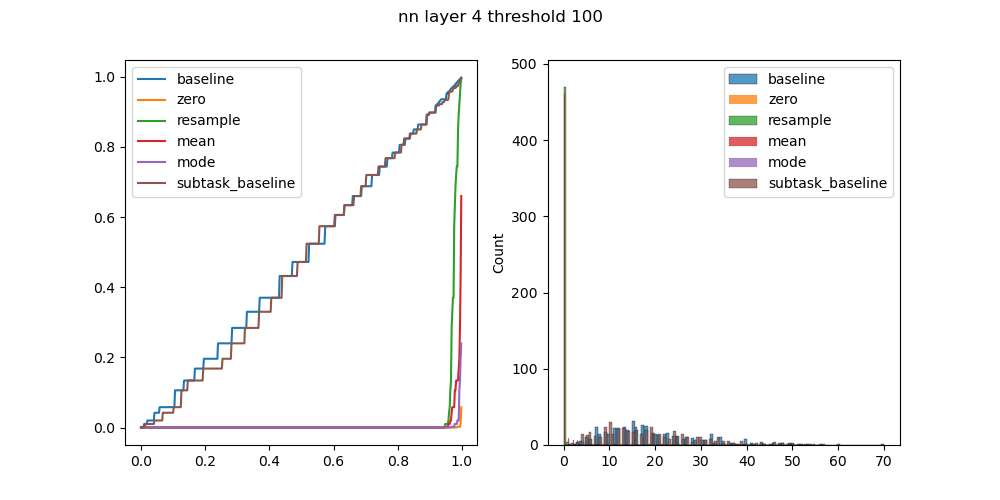 nn layer 4 threshold 100
baseline
zero
resample
mean
mode
subtask_baseline
1.0
0.8
0.6
0.4
0.2
0.0
0.0 0.2 0.4 0.6 0.8 1.0
baseline
zero
resample
mean
mode
subtask_baseline
Count
500
400
300
200
100
0
0 10 20 30 40 50 60 70